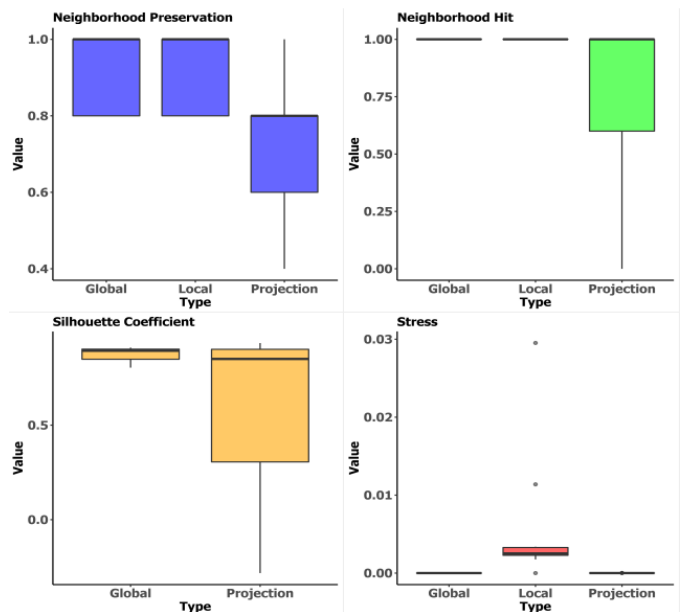 Neighborhood Preservation
1.0
0.8
0.6
0.4
Value
Global Local Projection
Type
Neighborhood Hit
1.00
0.75
0.50
0.25
0.00
Value
Global Local Projection
Type
Silhouette Coefficient
0.5
0.0
Value
Global Projection
Type
Stress
0.03
0.02
0.01
0.00
Value
Global Local Projection
Type